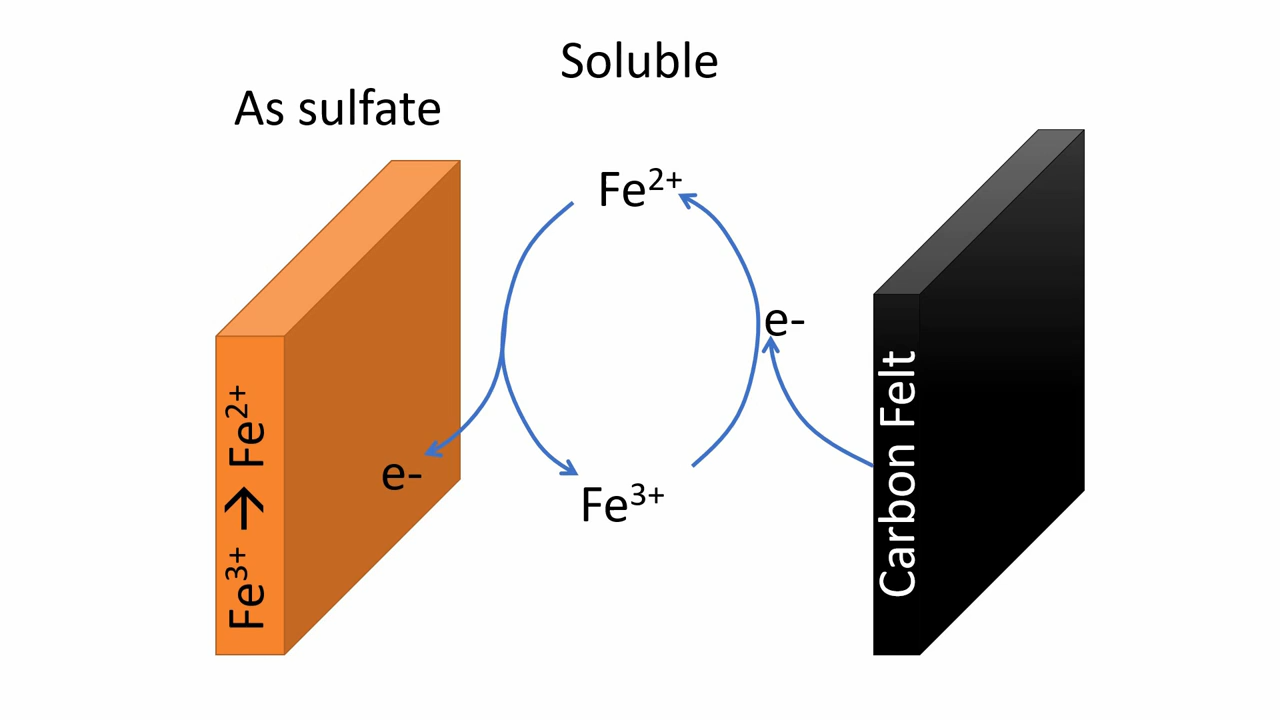 Soluble
As sulfate
Fe²⁺
e-
e-
Fe³⁺
Fe³⁺ → Fe²⁺
Carbon Felt